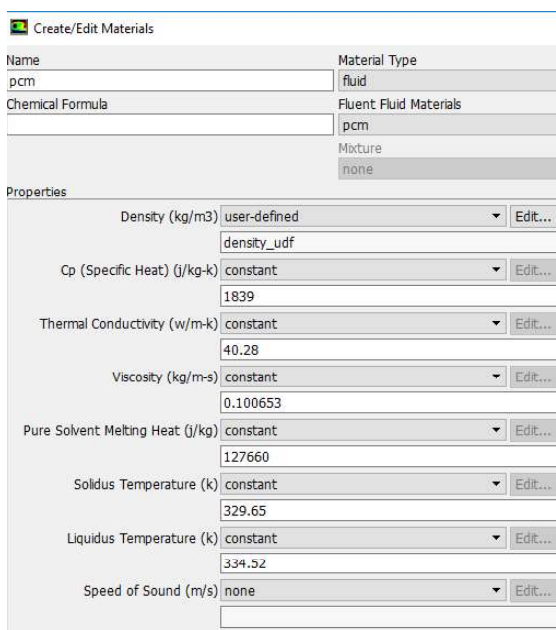 Create/Edit Materials
Name Material Type
pcm fluid
Chemical Formula Fluent Fluid Materials
pcm
Mixture
none
Properties
Density (kg/m3) user-defined Edit...
density_udf
Cp (Specific Heat) (j/kg-k) constant Edit...
1839
Thermal Conductivity (w/m-k) constant Edit...
40.28
Viscosity (kg/m-s) constant Edit...
0.100653
Pure Solvent Melting Heat (j/kg) constant Edit...
127660
Solidus Temperature (k) constant Edit...
329.65
Liquidus Temperature (k) constant Edit...
334.52
Speed of Sound (m/s) none Edit...